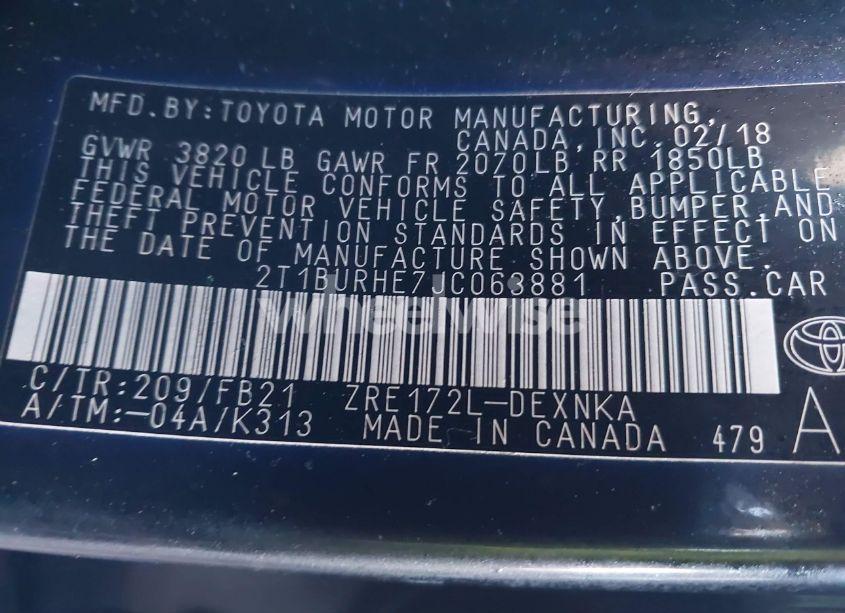 MFD.BY:TOYOTA MOTOR MANUFACTURING,
CANADA,INC. 02/18
GVWR 3820 LB GAWR FR 2070LB RR 1850LB
THIS VEHICLE CONFORMS TO ALL APPLICABLE
FEDERAL MOTOR VEHICLE SAFETY,BUMPER,AND
THEFT PREVENTION STANDARDS IN EFFECT ON
THE DATE OF MANUFACTURE SHOWN ABOVE.
2T1BURHE7JC063881 PASS.CAR
Wheelwise
C/TR:209/FB21 ZRE172L-DEXNKA
A/TM:-04A/K313 MADE IN CANADA 479 A